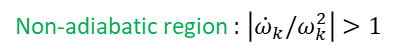 Non-adiabatic region : |ω̇ₖ/ωₖ²| > 1